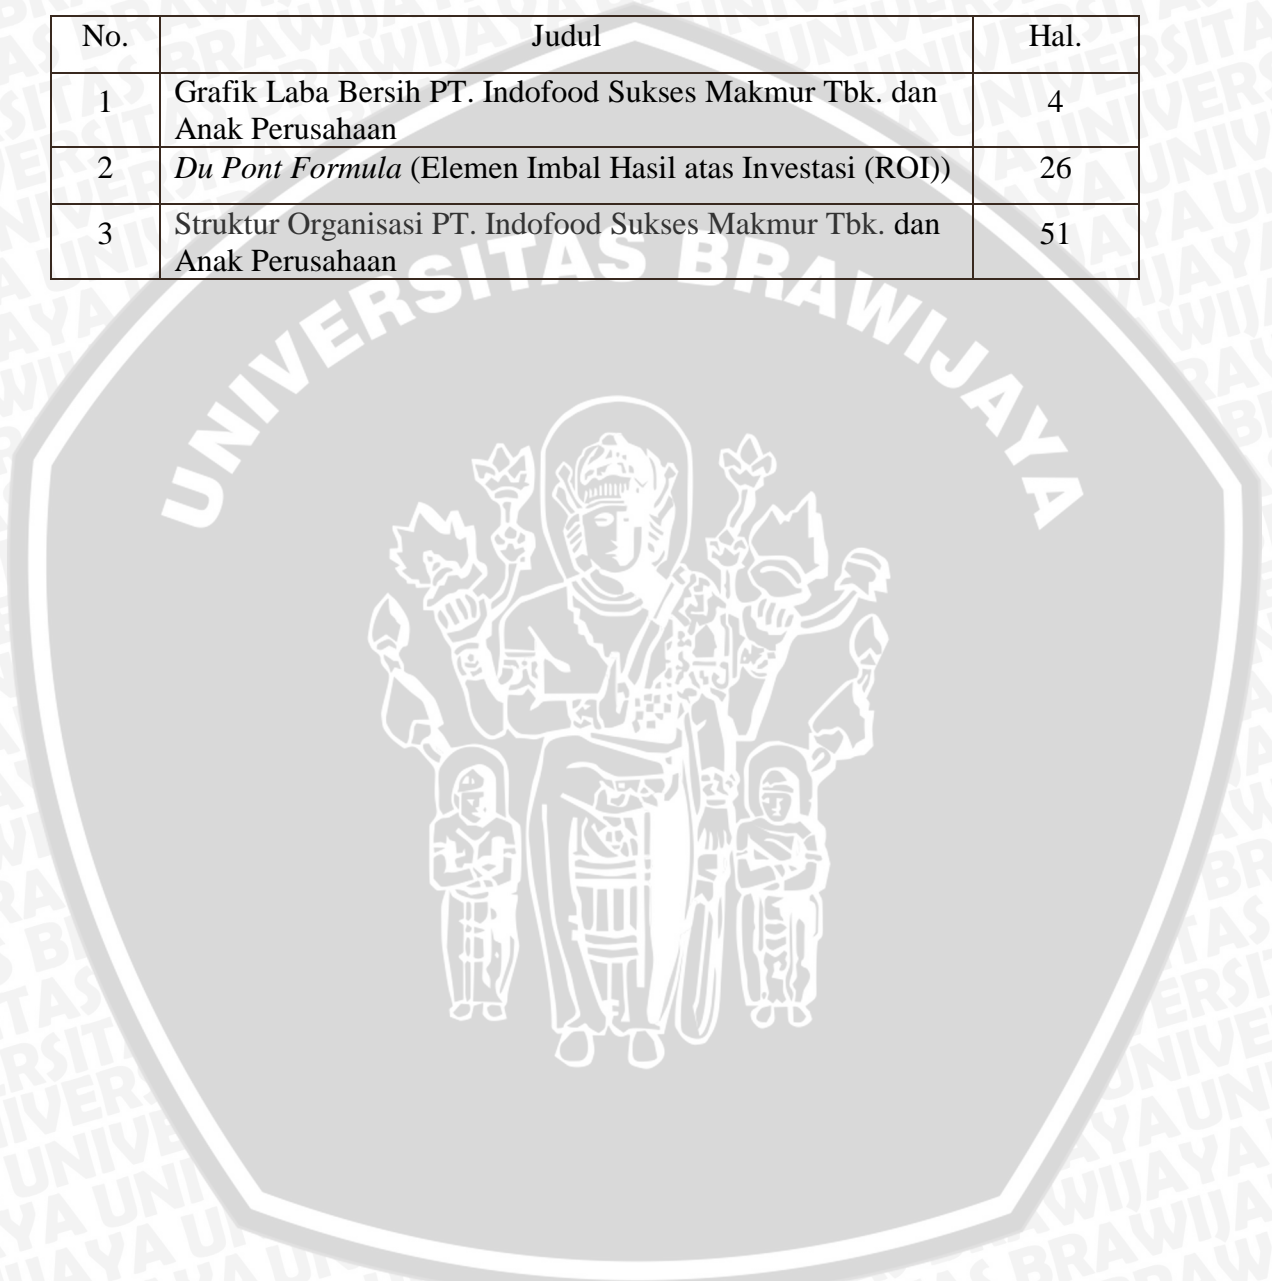 No. Judul Hal.
1 Grafik Laba Bersih PT. Indofood Sukses Makmur Tbk. dan 4
Anak Perusahaan
2 Du Pont Formula (Elemen Imbal Hasil atas Investasi (ROI)) 26
3 Struktur Organisasi PT. Indofood Sukses Makmur Tbk. dan 51
Anak Perusahaan
UNIVERSITAS BRAWIJAYA